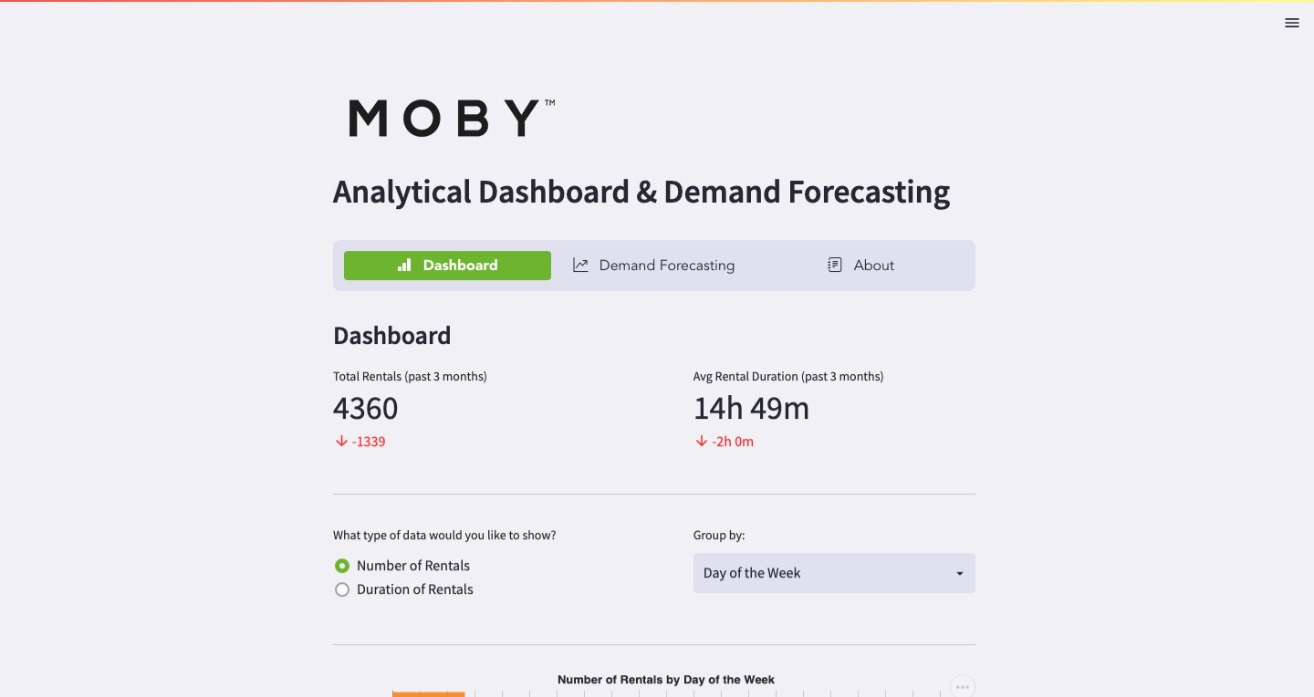 MOBY™
Analytical Dashboard & Demand Forecasting
Dashboard
Demand Forecasting
About
Dashboard
Total Rentals (past 3 months)
4360
-1339
Avg Rental Duration (past 3 months)
14h 49m
-2h 0m
What type of data would you like to show?
Number of Rentals
Duration of Rentals
Group by:
Day of the Week
Number of Rentals by Day of the Week